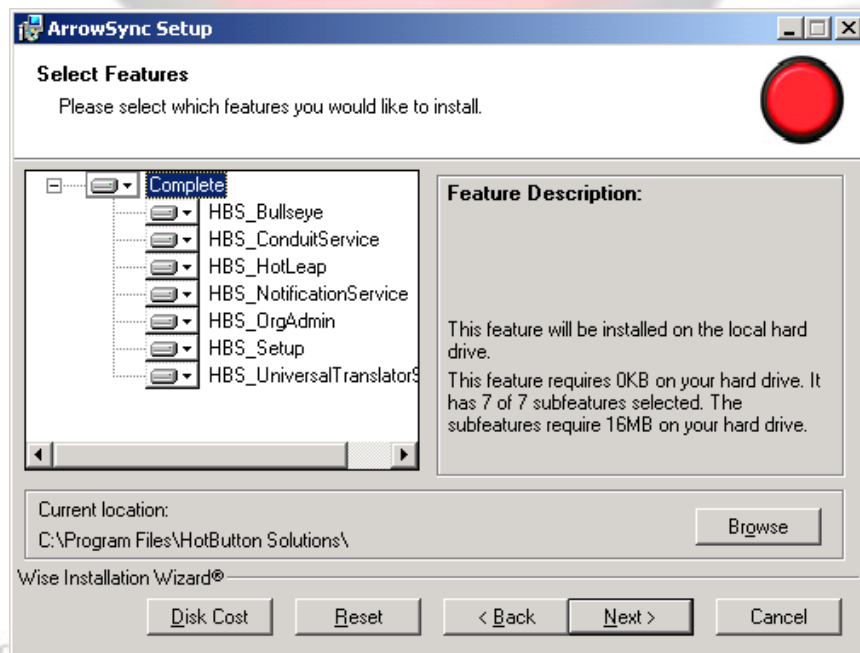 ArrowSync Setup
Select Features
Please select which features you would like to install.
Complete
HBS_Bullseye
HBS_ConduitService
HBS_HotLeap
HBS_NotificationService
HBS_OrgAdmin
HBS_Setup
HBS_UniversalTranslatorS
Feature Description:
This feature will be installed on the local hard
drive.
This feature requires 0KB on your hard drive. It
has 7 of 7 subfeatures selected. The
subfeatures require 16MB on your hard drive.
Current location:
C:\Program Files\HotButton Solutions\
Browse
Wise Installation Wizard®
Disk Cost
Reset
< Back
Next >
Cancel